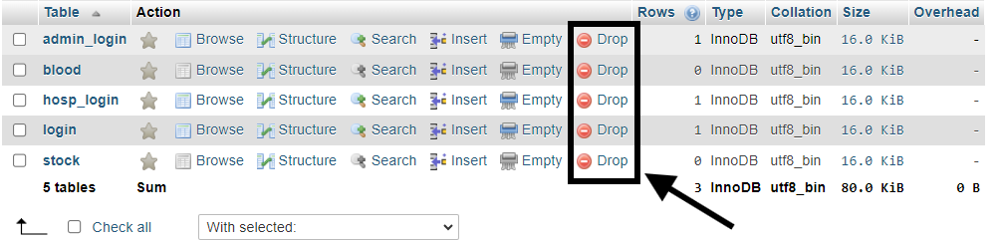 Table Action Rows Type Collation Size Overhead
admin_login Browse Structure Search Insert Empty Drop 1 InnoDB utf8_bin 16.0 KiB -
blood Browse Structure Search Insert Empty Drop 0 InnoDB utf8_bin 16.0 KiB -
hosp_login Browse Structure Search Insert Empty Drop 1 InnoDB utf8_bin 16.0 KiB -
login Browse Structure Search Insert Empty Drop 1 InnoDB utf8_bin 16.0 KiB -
stock Browse Structure Search Insert Empty Drop 0 InnoDB utf8_bin 16.0 KiB -
5 tables Sum 3 InnoDB utf8_bin 80.0 KiB 0 B
Check all With selected: